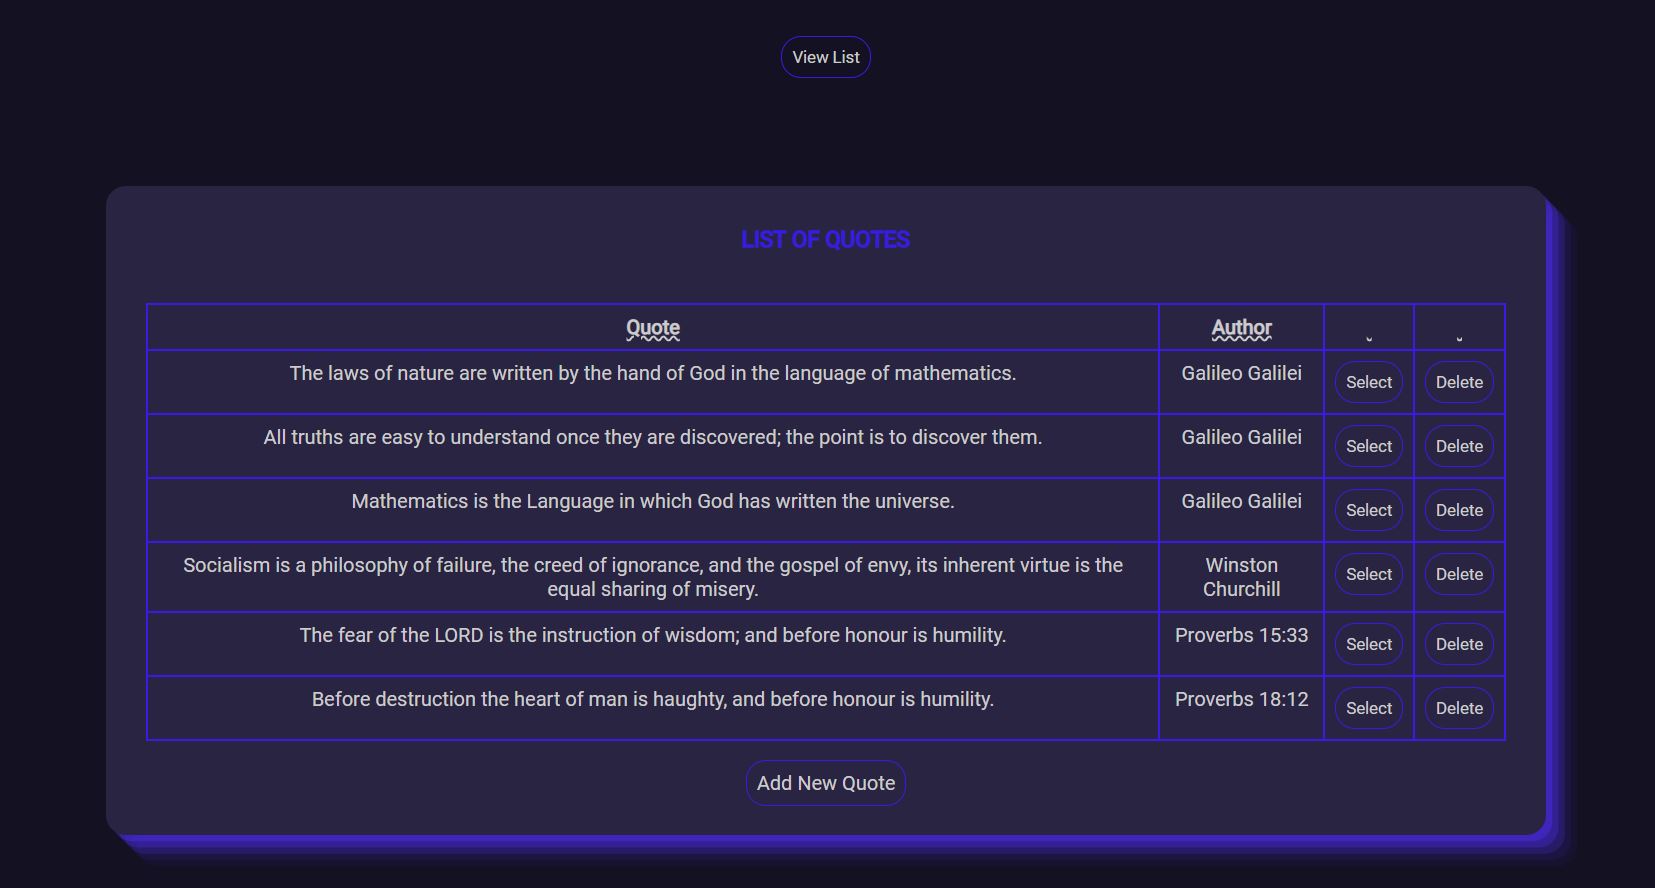 View List
LIST OF QUOTES
Quote Author
The laws of nature are written by the hand of God in the language of mathematics. Galileo Galilei Select Delete
All truths are easy to understand once they are discovered; the point is to discover them. Galileo Galilei Select Delete
Mathematics is the Language in which God has written the universe. Galileo Galilei Select Delete
Socialism is a philosophy of failure, the creed of ignorance, and the gospel of envy, its inherent virtue is the
equal sharing of misery.
Winston
Churchill
Select Delete
The fear of the LORD is the instruction of wisdom; and before honour is humility. Proverbs 15:33 Select Delete
Before destruction the heart of man is haughty, and before honour is humility. Proverbs 18:12 Select Delete
Add New Quote